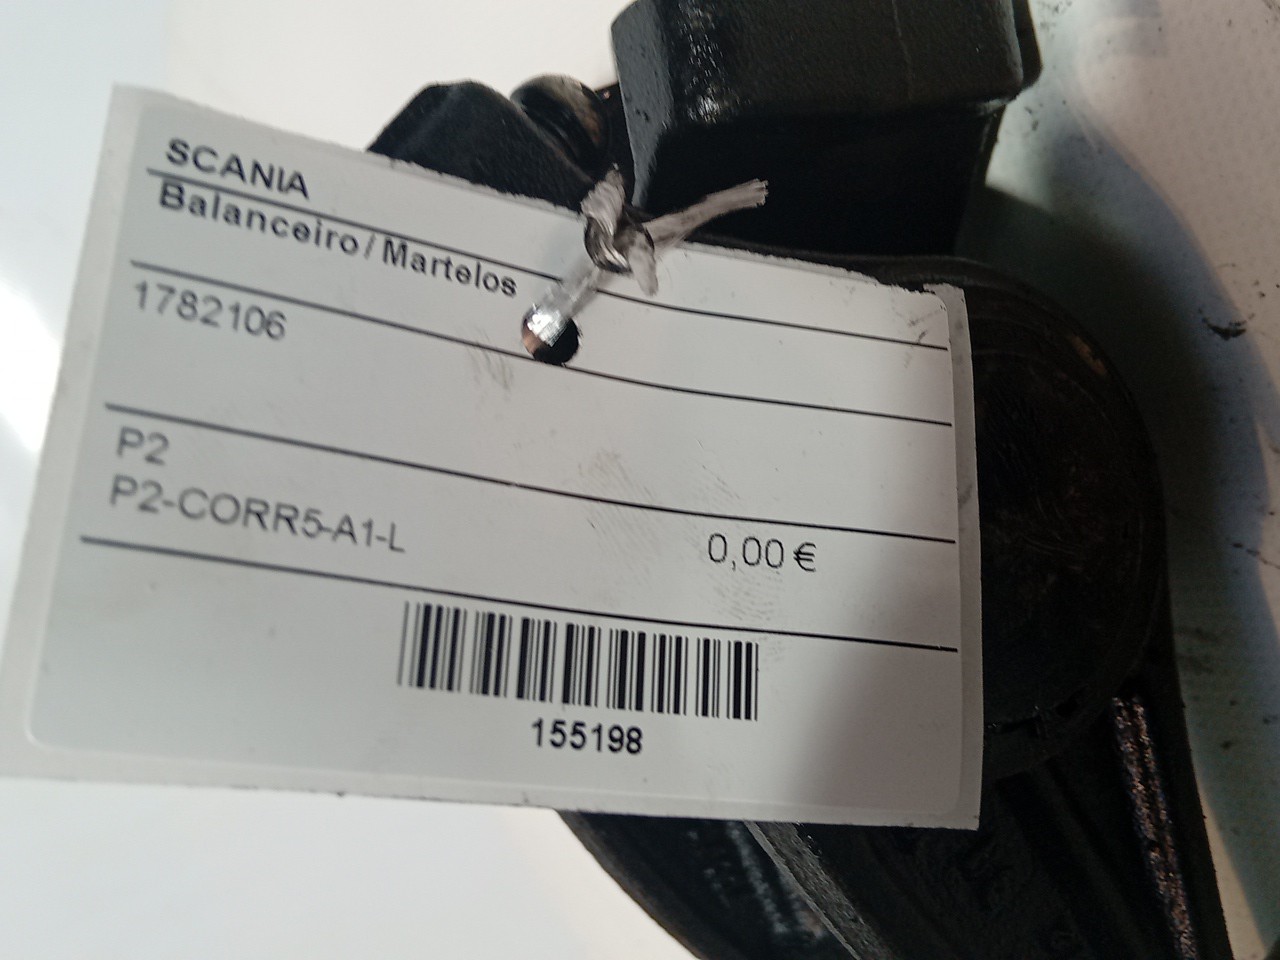 SCANIA
Balanceiro / Martelos
1782106
P2
P2-CORR5-A1-L
0,00 €
155198